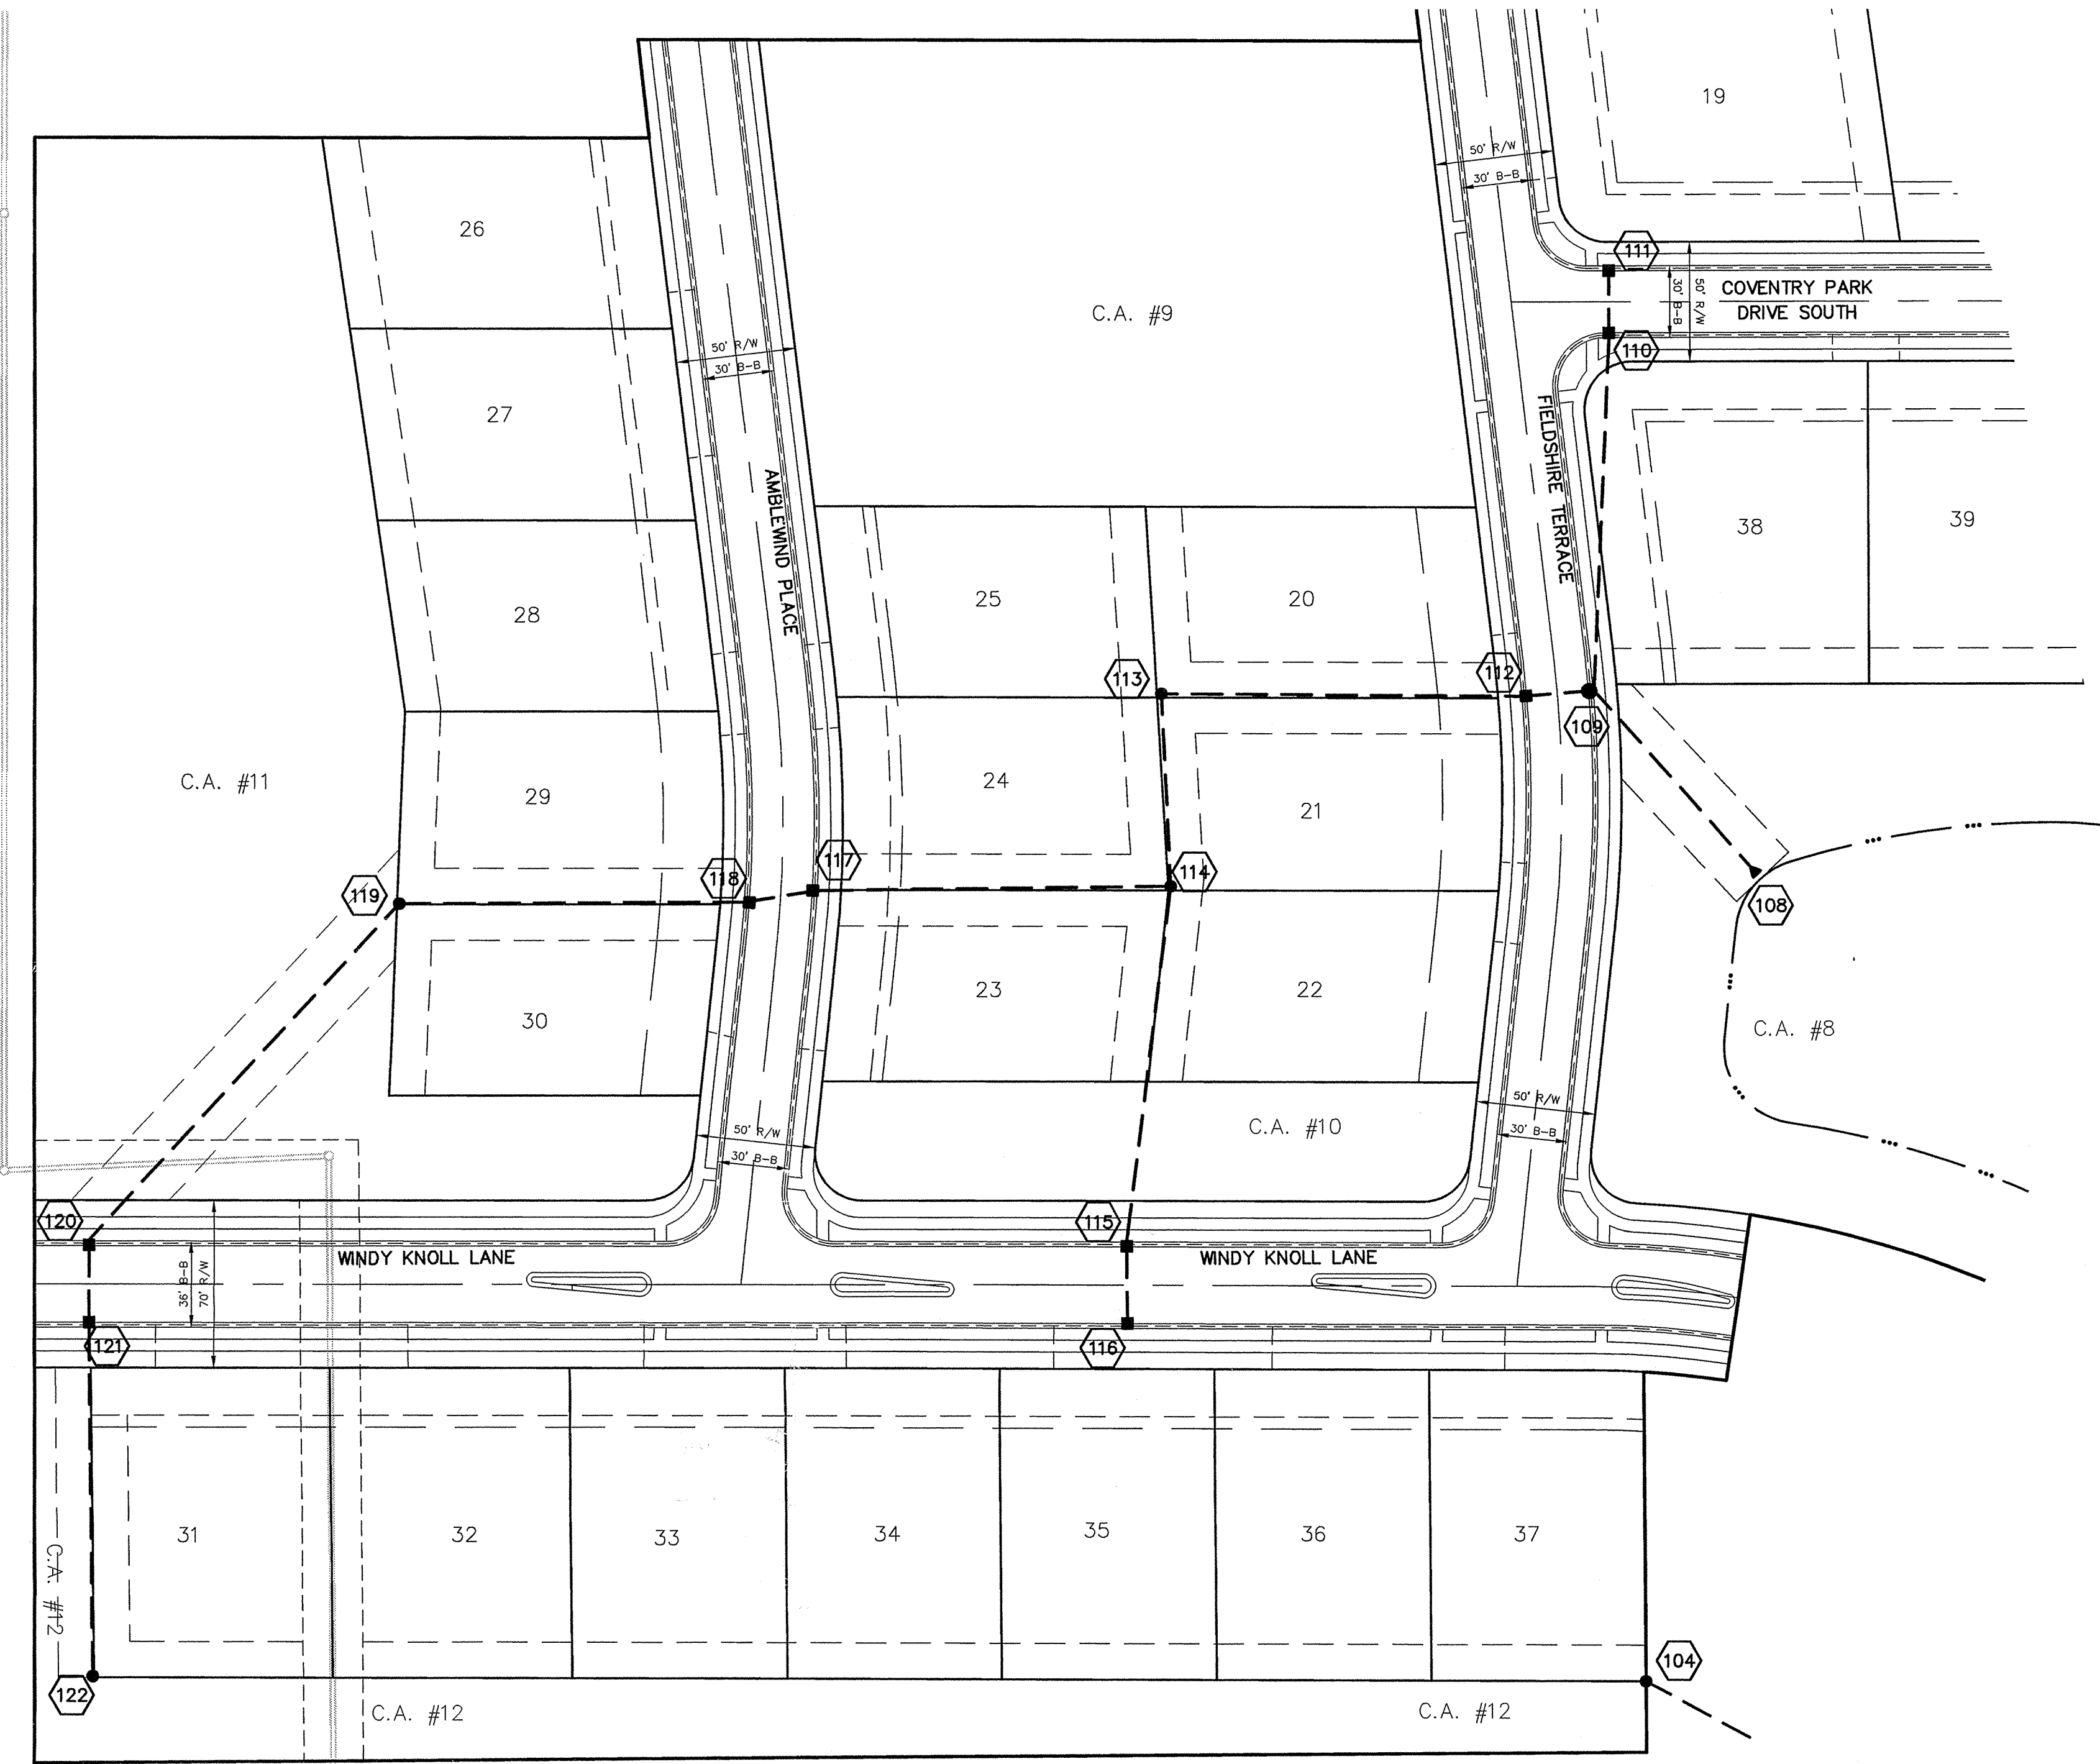 19
50' R/W
30' B-B
26
111
C.A. #9
COVENTRY PARK
DRIVE SOUTH
30' B-B
50' R/W
110
50' R/W
30' B-B
27
FIELDSHIRE TERRACE
AMBLEWIND PLACE
39
38
25
20
28
113
112
109
C.A. #11
24
29
21
117
118
114
119
108
23
22
30
C.A. #8
50' R/W
30' B-B
C.A. #10
50' R/W
30' B-B
120
115
WINDY KNOLL LANE
WINDY KNOLL LANE
36' B-B
70' R/W
121
116
31
32
33
34
35
36
37
C.A. #12
104
122
C.A. #12
C.A. #12